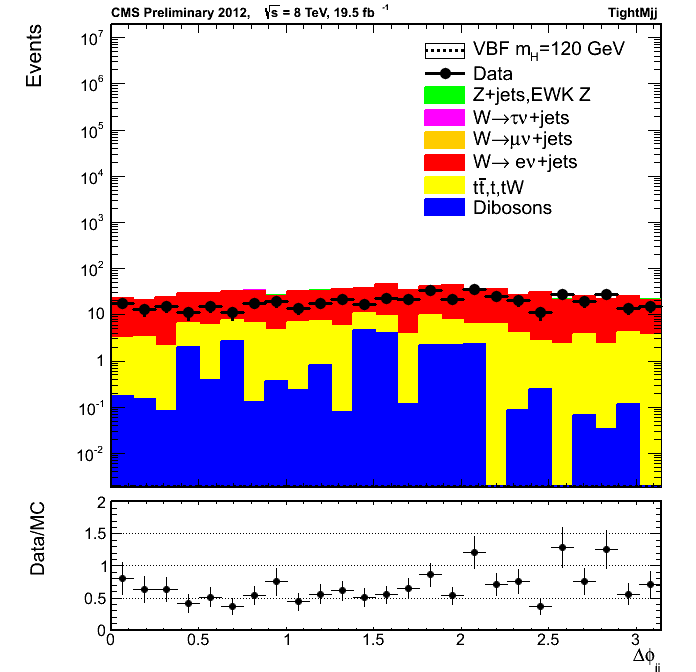 CMS Preliminary 2012, √s = 8 TeV, 19.5 fb⁻¹ TightMjj
Events
10⁷
10⁶
10⁵
10⁴
10³
10²
10
1
10⁻¹
10⁻²
VBF m_H=120 GeV
Data
Z+jets,EWK Z
W→τν+jets
W→μν+jets
W→ eν+jets
tt̄,t,tW
Dibosons
Data/MC
2
1.5
1
0.5
0
0 0.5 1 1.5 2 2.5 3
Δϕ_jj